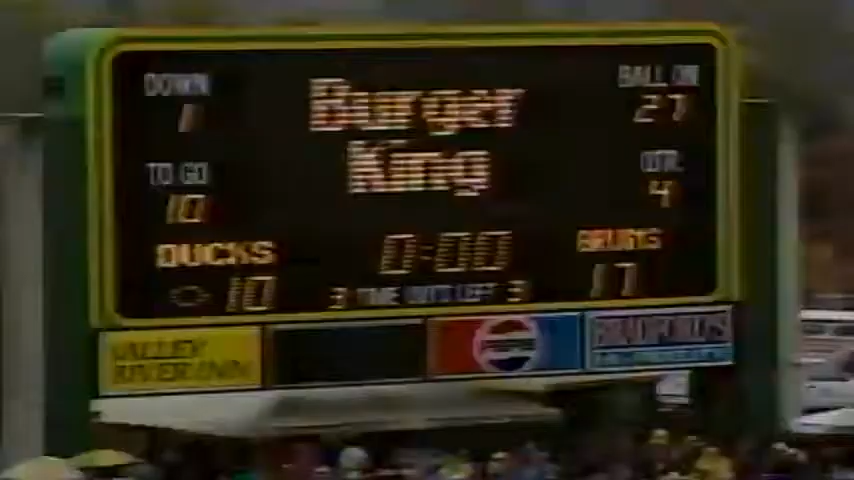 DOWN
1
Burger
King
BALL ON
27
TO GO
10
QTR.
4
DUCKS
10
0:00
3 TIME OUTS LEFT 3
BRUINS
17
VALLEY
RIVER INN
PEPSI